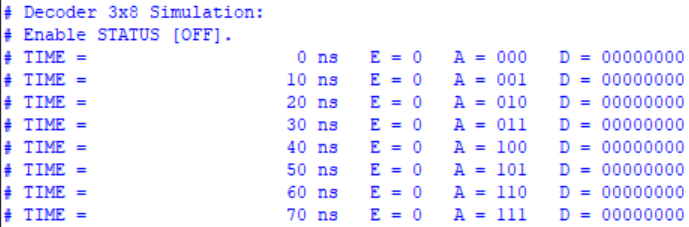 # Decoder 3x8 Simulation:
# Enable STATUS [OFF].
# TIME =                    0 ns   E = 0   A = 000   D = 00000000
# TIME =                   10 ns   E = 0   A = 001   D = 00000000
# TIME =                   20 ns   E = 0   A = 010   D = 00000000
# TIME =                   30 ns   E = 0   A = 011   D = 00000000
# TIME =                   40 ns   E = 0   A = 100   D = 00000000
# TIME =                   50 ns   E = 0   A = 101   D = 00000000
# TIME =                   60 ns   E = 0   A = 110   D = 00000000
# TIME =                   70 ns   E = 0   A = 111   D = 00000000